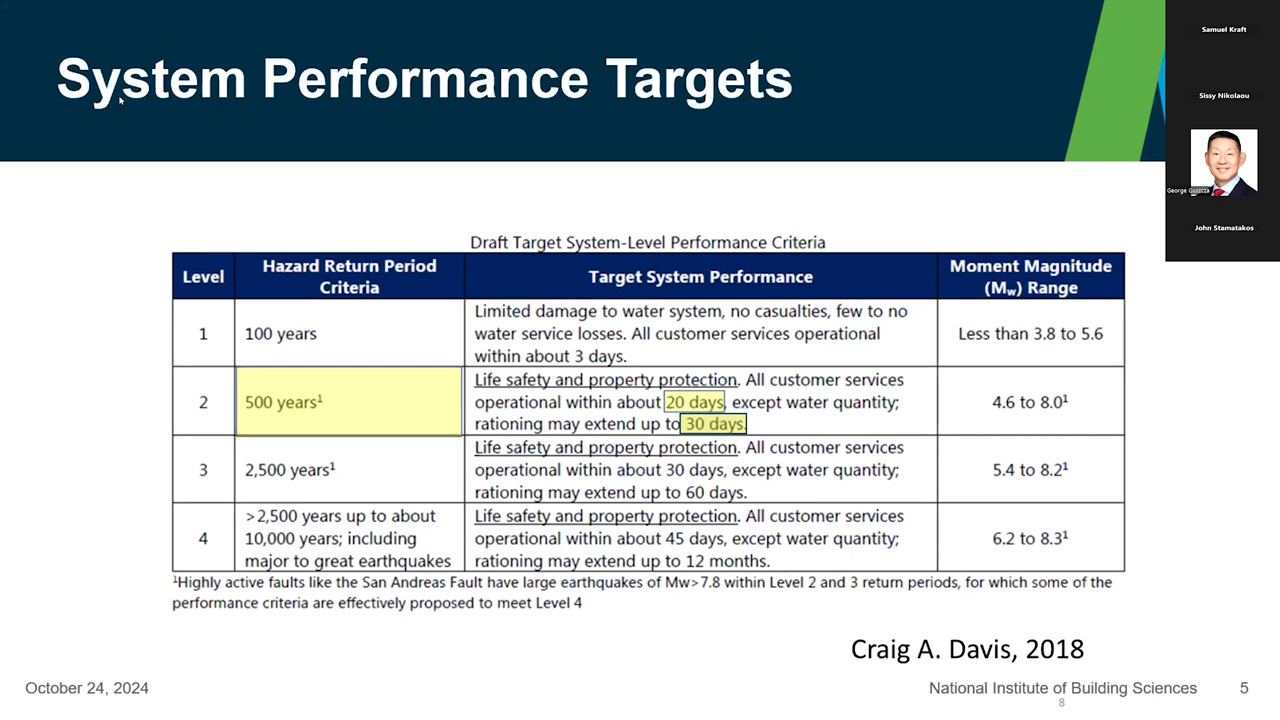 System Performance Targets
Samuel Kraft
Sissy Nikolaou
George Guszcza
John Stamatakos
Draft Target System-Level Performance Criteria
Level
Hazard Return Period
Criteria
Target System Performance
Moment Magnitude
(Mw) Range
1
100 years
Limited damage to water system, no casualties, few to no
water service losses. All customer services operational
within about 3 days.
Less than 3.8 to 5.6
2
500 years¹
Life safety and property protection. All customer services
operational within about 20 days, except water quantity;
rationing may extend up to 30 days.
4.6 to 8.0¹
3
2,500 years¹
Life safety and property protection. All customer services
operational within about 30 days, except water quantity;
rationing may extend up to 60 days.
5.4 to 8.2¹
4
>2,500 years up to about
10,000 years; including
major to great earthquakes
Life safety and property protection. All customer services
operational within about 45 days, except water quantity;
rationing may extend up to 12 months.
6.2 to 8.3¹
¹Highly active faults like the San Andreas Fault have large earthquakes of Mw>7.8 within Level 2 and 3 return periods, for which some of the
performance criteria are effectively proposed to meet Level 4
Craig A. Davis, 2018
October 24, 2024
National Institute of Building Sciences
5
8